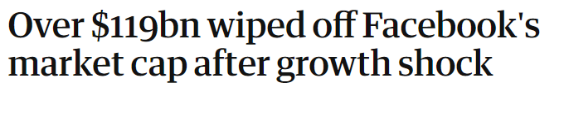 Over $119bn wiped off Facebook's
market cap after growth shock